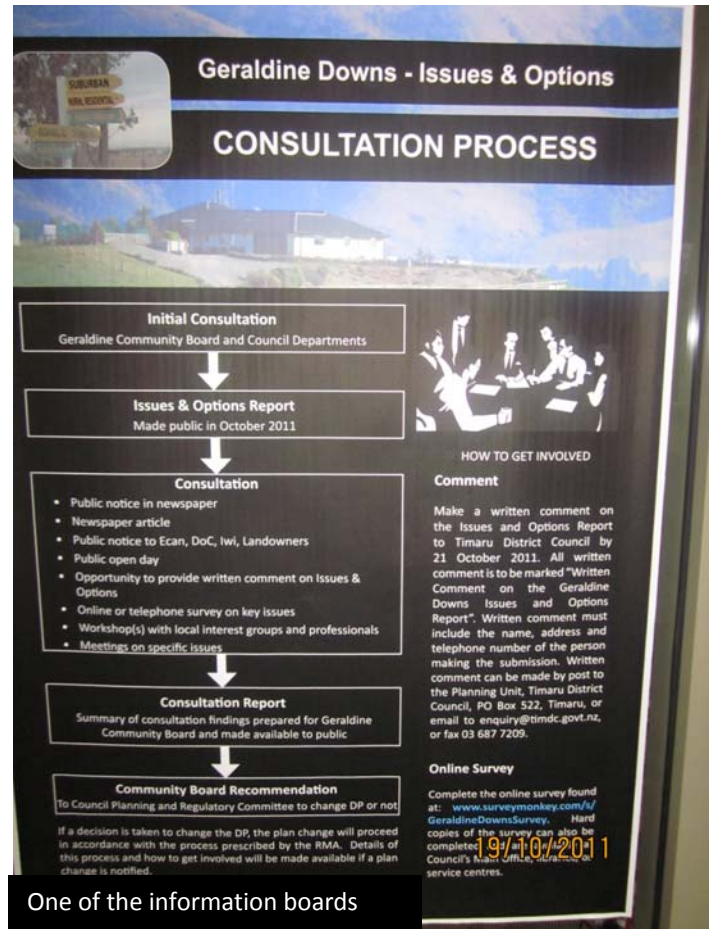 SUBURBAN
RURAL RESIDENTIAL
Geraldine Downs - Issues & Options
CONSULTATION PROCESS
Initial Consultation
Geraldine Community Board and Council Departments
Issues & Options Report
Made public in October 2011
Consultation
• Public notice in newspaper
• Newspaper article
• Public notice to Ecan, DoC, Iwi, Landowners
• Public open day
• Opportunity to provide written comment on Issues &
Options
• Online or telephone survey on key issues
• Workshop(s) with local interest groups and professionals
• Meetings on specific issues
Consultation Report
Summary of consultation findings prepared for Geraldine
Community Board and made available to public
Community Board Recommendation
To Council Planning and Regulatory Committee to change DP or not
If a decision is taken to change the DP, the plan change will proceed
in accordance with the process prescribed by the RMA. Details of
this process and how to get involved will be made available if a plan
change is notified.
HOW TO GET INVOLVED
Comment
Make a written comment on
the Issues and Options Report
to Timaru District Council by
21 October 2011. All written
comment is to be marked "Written
Comment on the Geraldine
Downs Issues and Options
Report". Written comment must
include the name, address and
telephone number of the person
making the submission. Written
comment can be made by post to
the Planning Unit, Timaru District
Council, PO Box 522, Timaru, or
email to enquiry@timdc.govt.nz,
or fax 03 687 7209.
Online Survey
Complete the online survey found
at: www.surveymonkey.com/s/
GeraldineDownsSurvey. Hard
copies of the survey can also be
completed
Council's Main Office,
service centres.
19/10/2011
One of the information boards